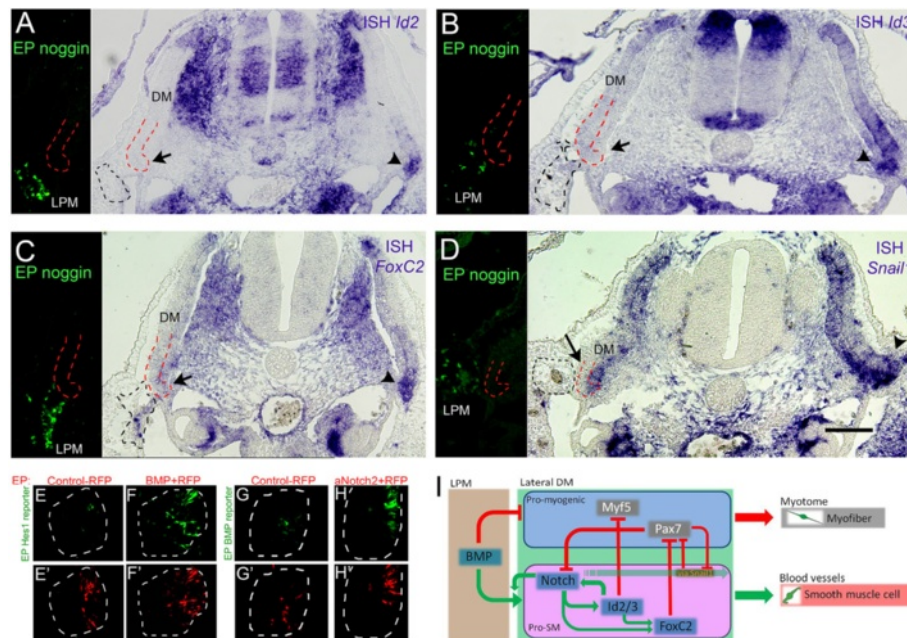 A
EP noggin
ISH Id2
DM
LPM
B
EP noggin
ISH Id3
DM
LPM
C
EP noggin
ISH
FoxC2
DM
LPM
D
EP noggin
ISH
Snail1
DM
LPM
EP:
Control-RFP
BMP+RFP
Control-RFP
aNotch2+RFP
EP Hes1 reporter
EP BMP reporter
E
F
G
H
E'
F'
G'
H'
I
LPM
Lateral DM
Pro-myogenic
Myf5
Pax7
BMP
Notch
Id2/3
FoxC2
Pro-SM
Myotome
Myofiber
Blood vessels
Smooth muscle cell